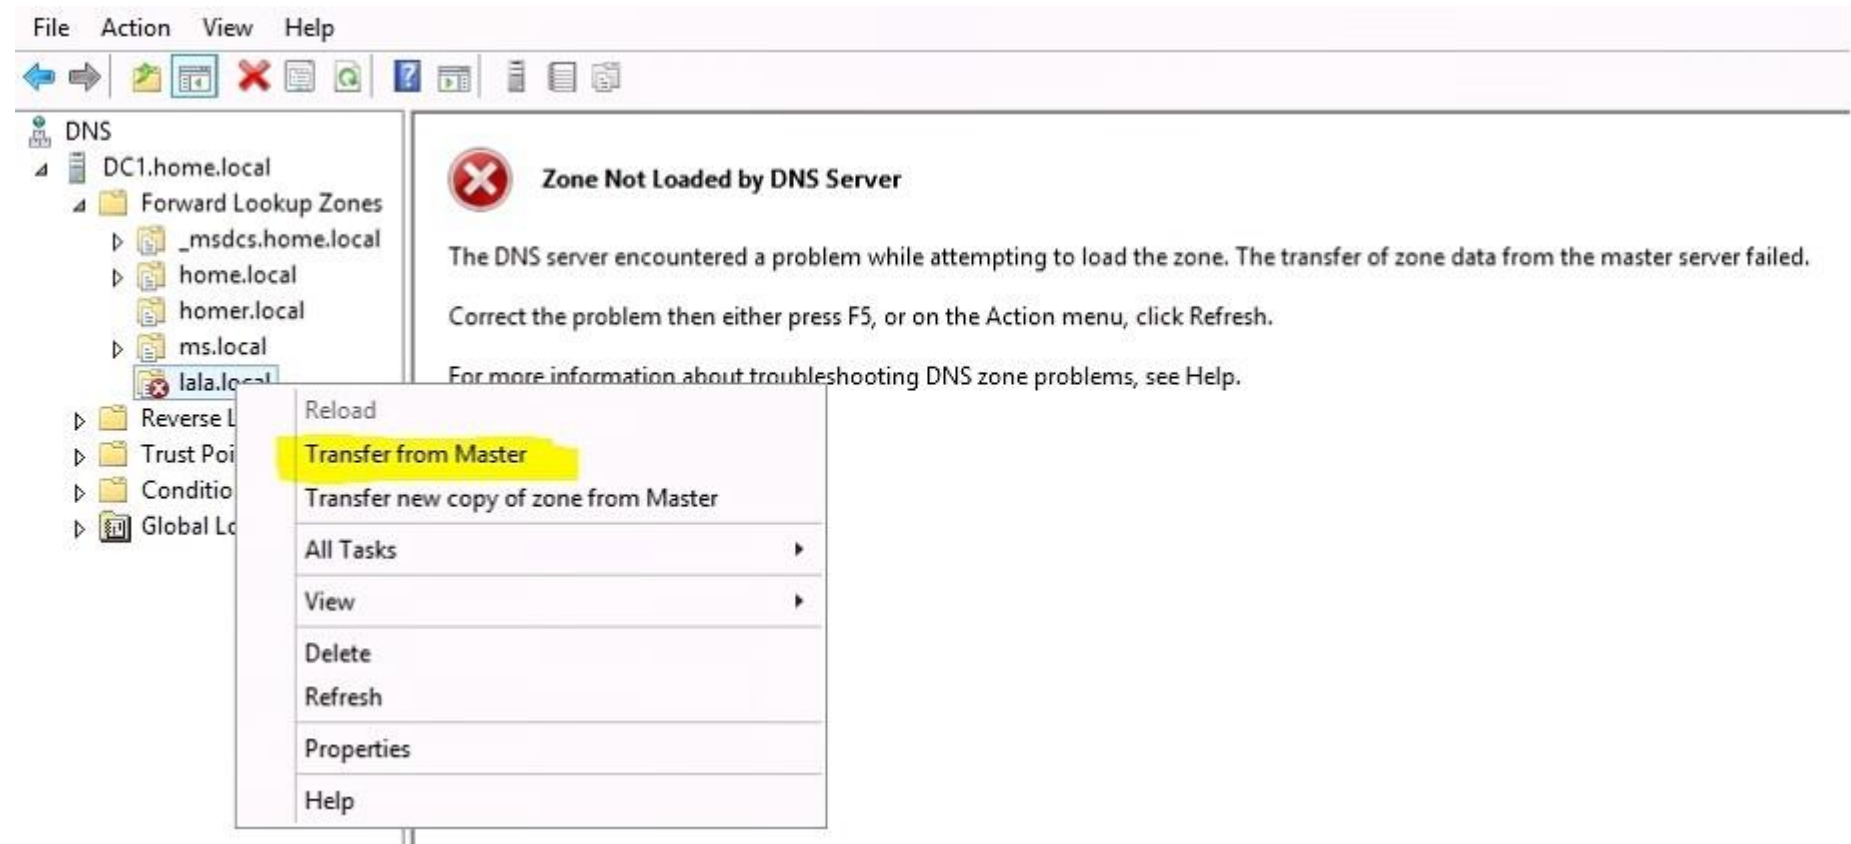 File Action View Help
DNS
DC1.home.local
Forward Lookup Zones
_msdcs.home.local
home.local
homer.local
ms.local
lala.local
Reverse L
Trust Poi
Conditio
Global Lo
Zone Not Loaded by DNS Server
The DNS server encountered a problem while attempting to load the zone. The transfer of zone data from the master server failed.
Correct the problem then either press F5, or on the Action menu, click Refresh.
For more information about troubleshooting DNS zone problems, see Help.
Reload
Transfer from Master
Transfer new copy of zone from Master
All Tasks
View
Delete
Refresh
Properties
Help